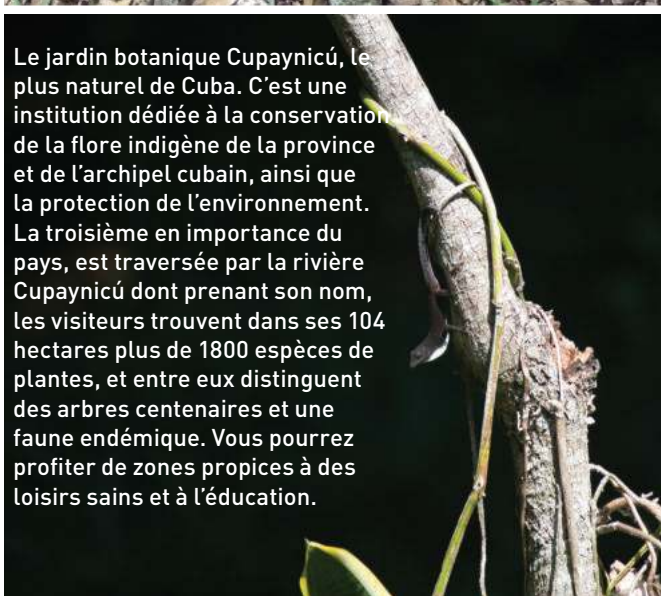 Le jardin botanique Cupaynicú, le
plus naturel de Cuba. C’est une
institution dédiée à la conservation
de la flore indigène de la province
et de l’archipel cubain, ainsi que
la protection de l’environnement.
La troisième en importance du
pays, est traversée par la rivière
Cupaynicú dont prenant son nom,
les visiteurs trouvent dans ses 104
hectares plus de 1800 espèces de
plantes, et entre eux distinguent
des arbres centenaires et une
faune endémique. Vous pourrez
profiter de zones propices à des
loisirs sains et à l’éducation.